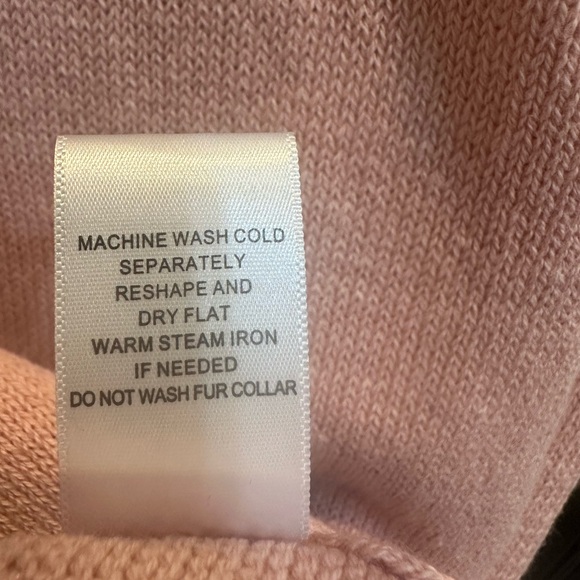 MACHINE WASH COLD
SEPARATELY
RESHAPE AND
DRY FLAT
WARM STEAM IRON
IF NEEDED
DO NOT WASH FUR COLLAR